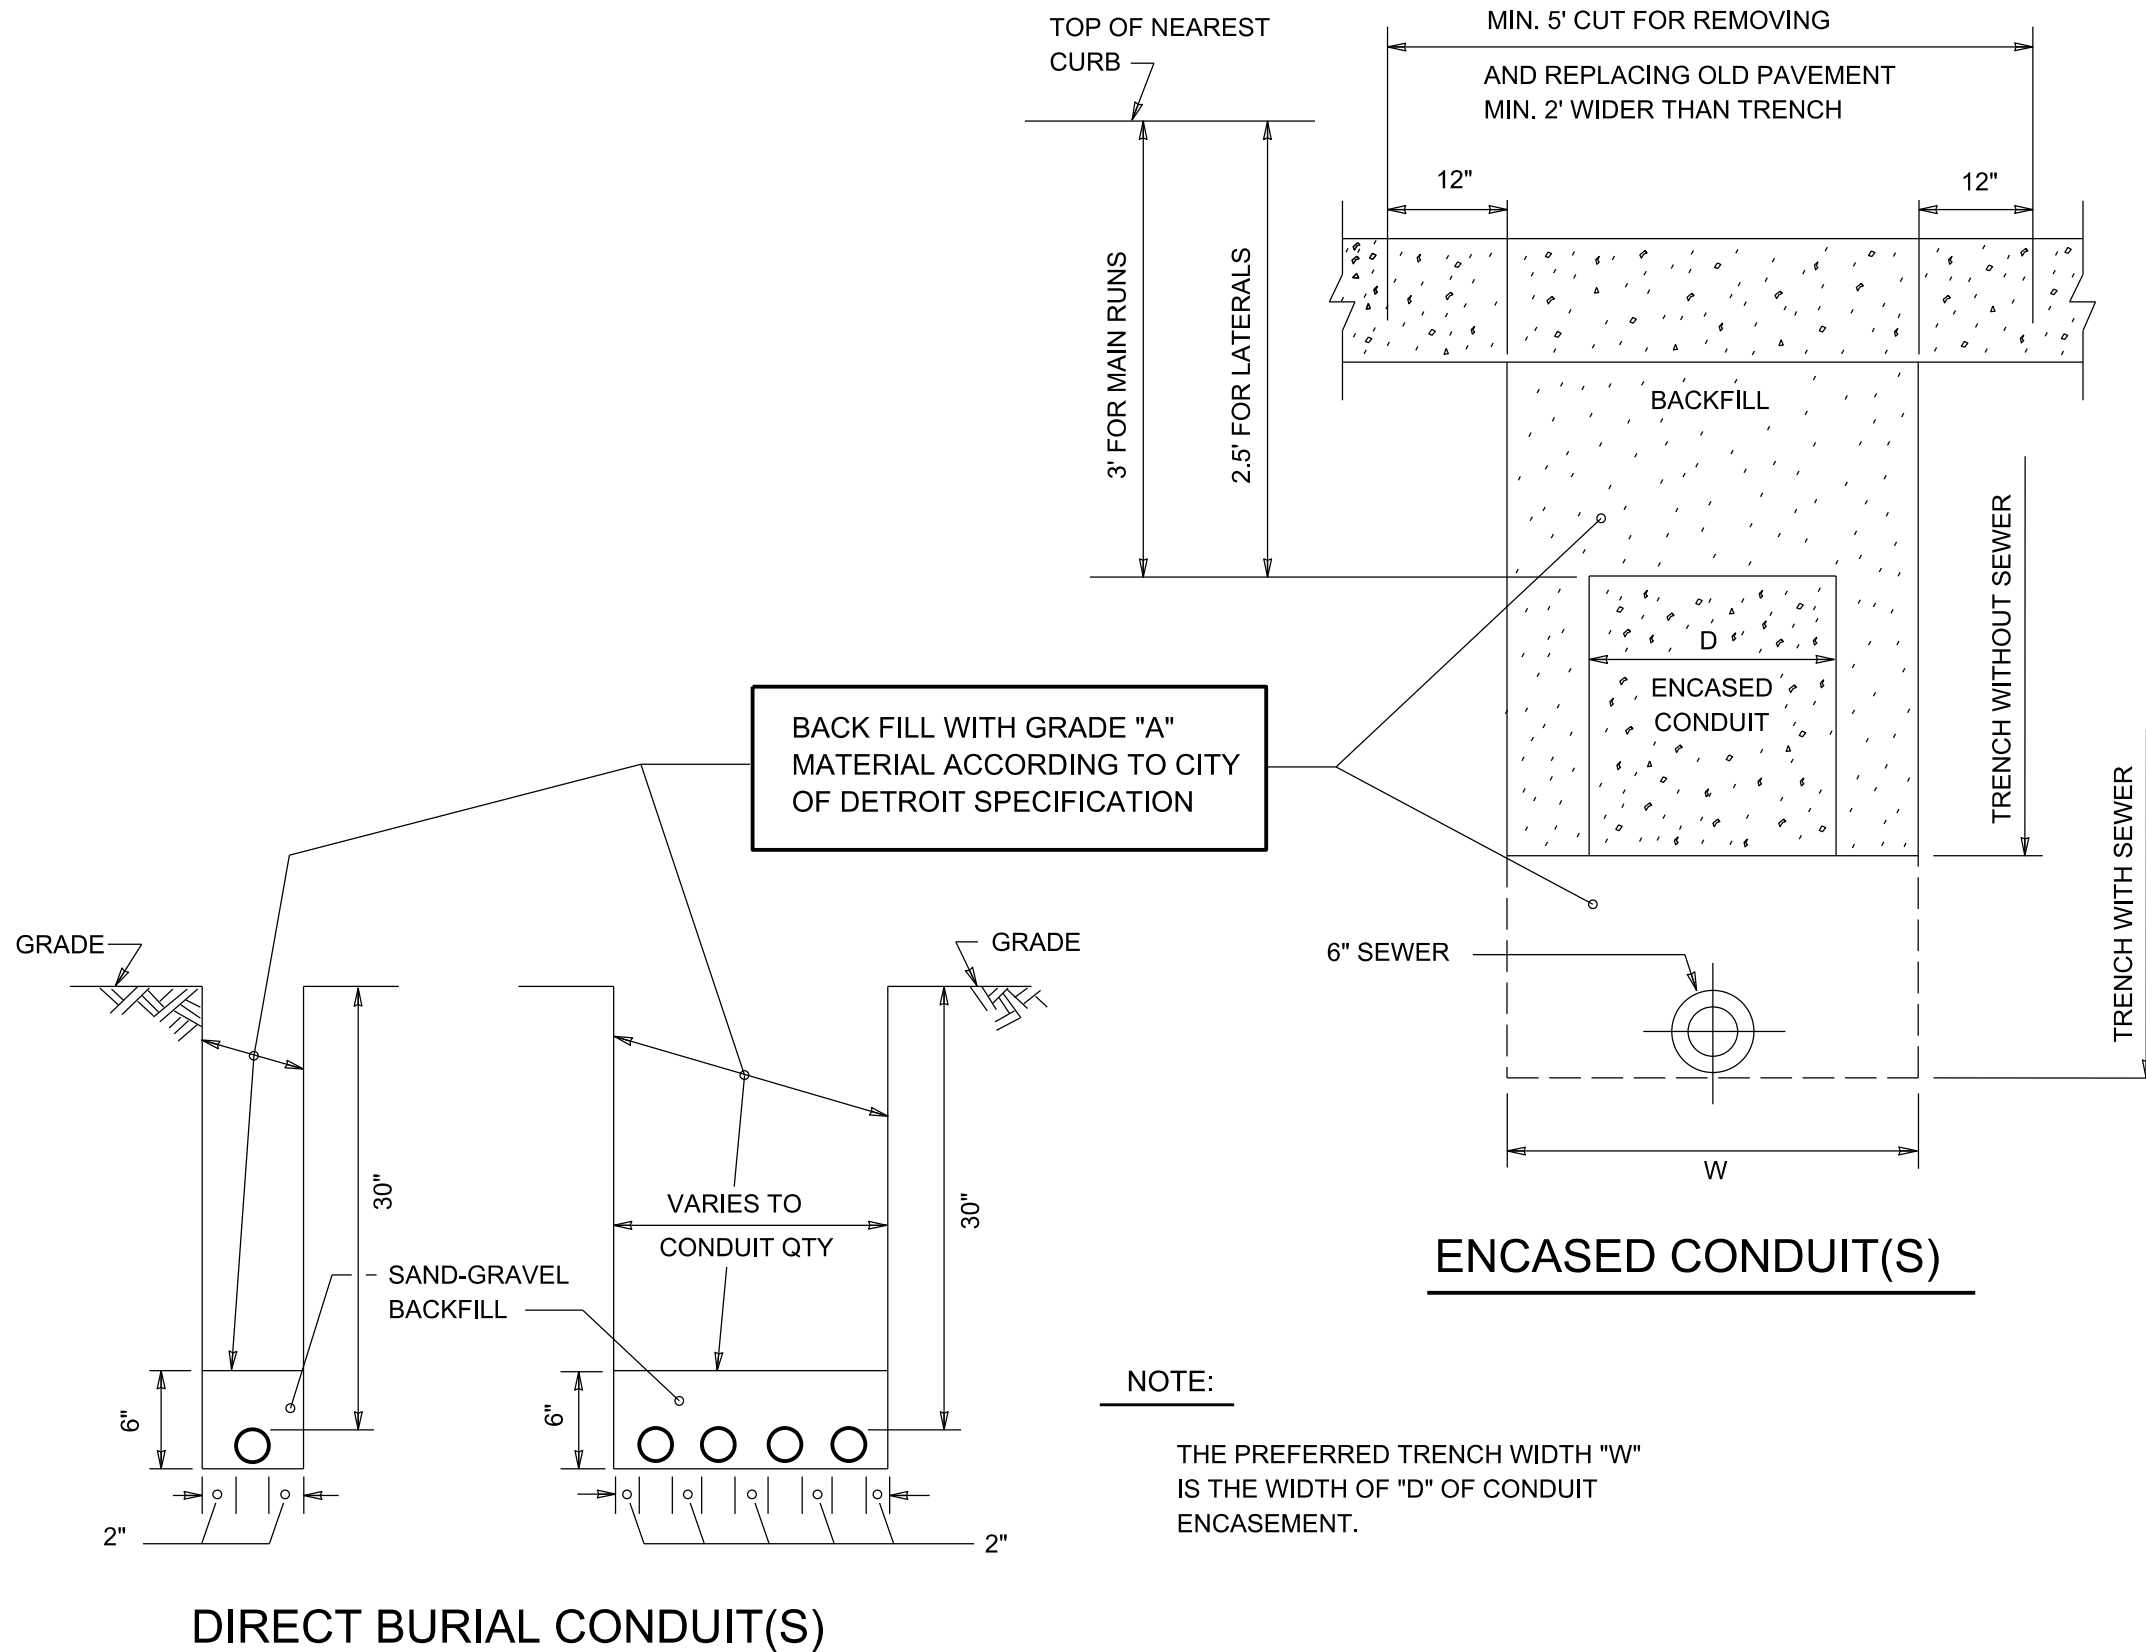 TOP OF NEAREST
CURB
MIN. 5' CUT FOR REMOVING
AND REPLACING OLD PAVEMENT
MIN. 2' WIDER THAN TRENCH
12"
12"
3' FOR MAIN RUNS
2.5' FOR LATERALS
BACKFILL
TRENCH WITHOUT SEWER
D
ENCASED
CONDUIT
TRENCH WITH SEWER
BACK FILL WITH GRADE "A"
MATERIAL ACCORDING TO CITY
OF DETROIT SPECIFICATION
6" SEWER
W
ENCASED CONDUIT(S)
GRADE
GRADE
30"
30"
VARIES TO
CONDUIT QTY
SAND-GRAVEL
BACKFILL
6"
6"
2"
2"
DIRECT BURIAL CONDUIT(S)
NOTE:
THE PREFERRED TRENCH WIDTH "W"
IS THE WIDTH OF "D" OF CONDUIT
ENCASEMENT.